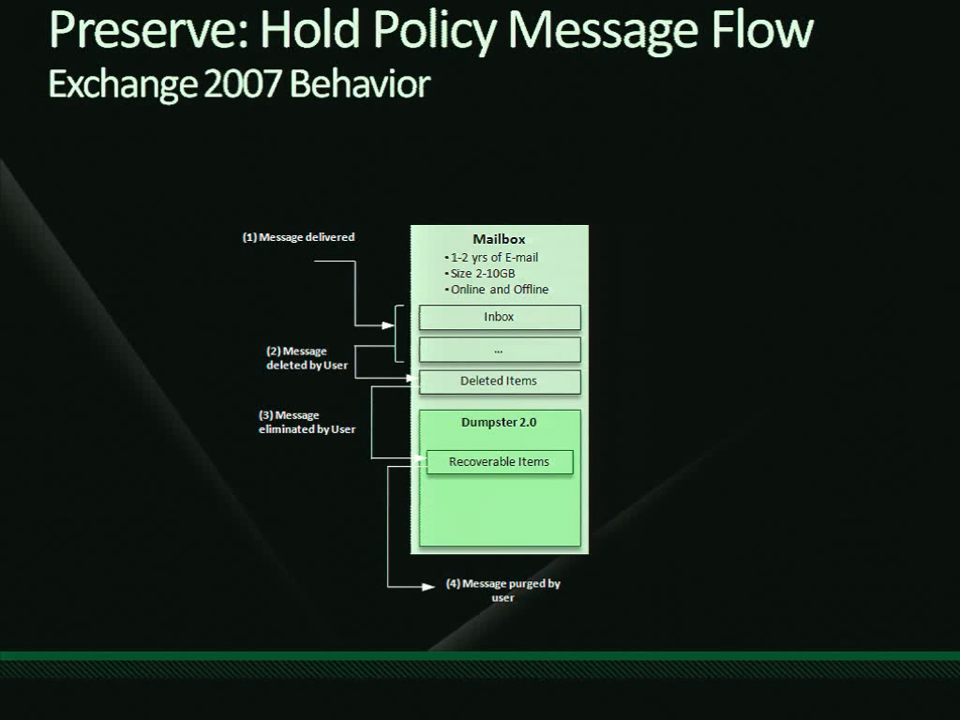 Preserve: Hold Policy Message Flow
Exchange 2007 Behavior
(1) Message delivered
Mailbox
•1-2 yrs of E-mail
•Size 2-10GB
•Online and Offline
Inbox
...
(2) Message
deleted by User
Deleted Items
(3) Message
eliminated by User
Dumpster 2.0
Recoverable Items
(4) Message purged by
user